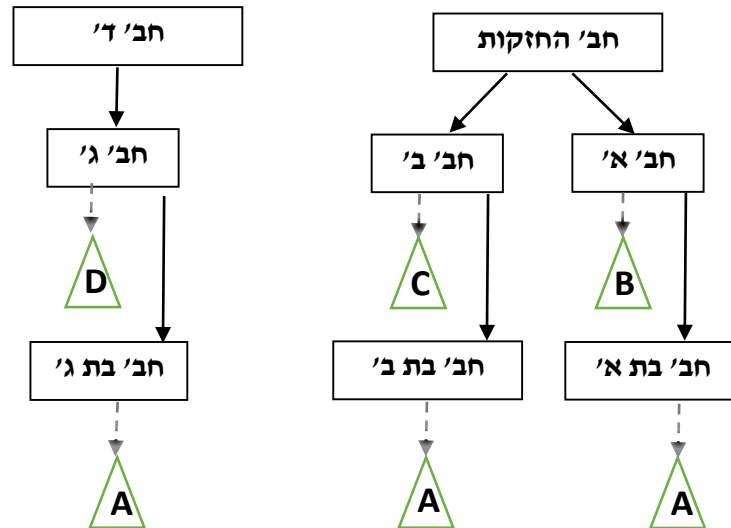 חב' החזקות
חב' ד'
חב' א'
חב' ב'
חב' ג'
B
C
D
חב' בת א'
חב' בת ב'
חב' בת ג'
A
A
A